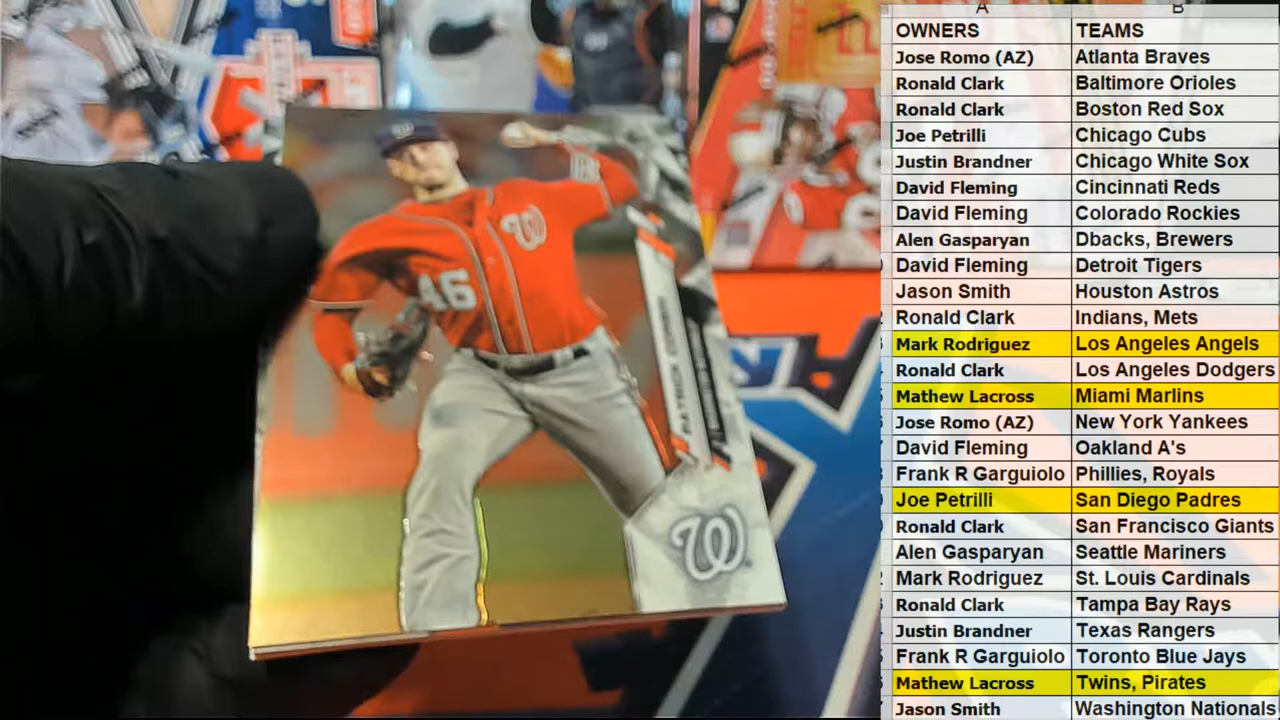 A B
OWNERS TEAMS
Jose Romo (AZ) Atlanta Braves
Ronald Clark Baltimore Orioles
Ronald Clark Boston Red Sox
Joe Petrilli Chicago Cubs
Justin Brandner Chicago White Sox
David Fleming Cincinnati Reds
David Fleming Colorado Rockies
Alen Gasparyan Dbacks, Brewers
David Fleming Detroit Tigers
Jason Smith Houston Astros
Ronald Clark Indians, Mets
Mark Rodriguez Los Angeles Angels
Ronald Clark Los Angeles Dodgers
Mathew Lacross Miami Marlins
Jose Romo (AZ) New York Yankees
David Fleming Oakland A's
Frank R Garguiolo Phillies, Royals
Joe Petrilli San Diego Padres
Ronald Clark San Francisco Giants
Alen Gasparyan Seattle Mariners
Mark Rodriguez St. Louis Cardinals
Ronald Clark Tampa Bay Rays
Justin Brandner Texas Rangers
Frank R Garguiolo Toronto Blue Jays
Mathew Lacross Twins, Pirates
Jason Smith Washington Nationals
W
46
PATRICK CORBIN
W